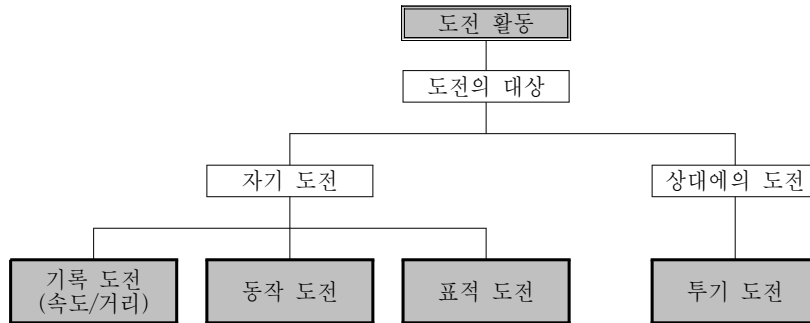 도전 활동
도전의 대상
자기 도전
상대에의 도전
기록 도전
(속도/거리)
동작 도전
표적 도전
투기 도전